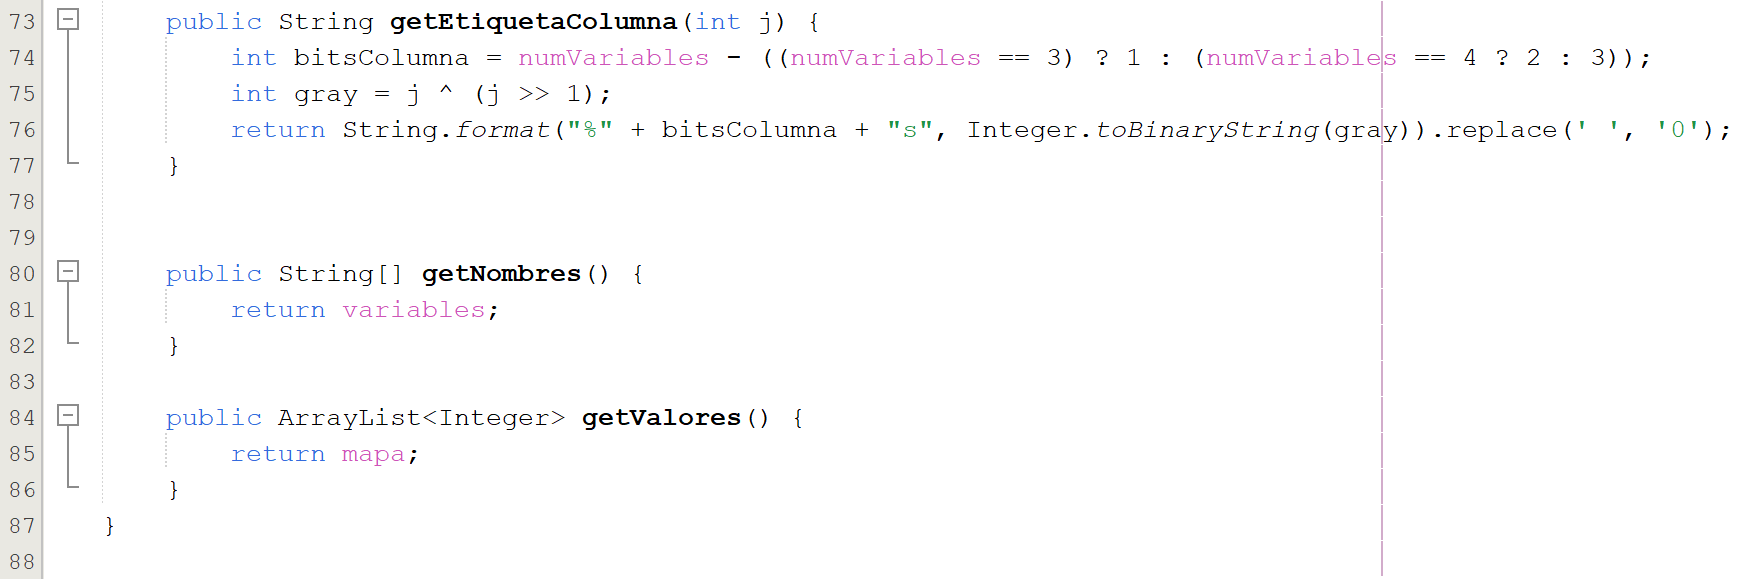 73 public String getEtiquetaColumna(int j) {
74 int bitsColumna = numVariables - ((numVariables == 3) ? 1 : (numVariables == 4 ? 2 : 3));
75 int gray = j ^ (j >> 1);
76 return String.format("%" + bitsColumna + "s", Integer.toBinaryString(gray)).replace(' ', '0');
77 }
78
79
80 public String[] getNombres() {
81 return variables;
82 }
83
84 public ArrayList<Integer> getValores() {
85 return mapa;
86 }
87 }
88